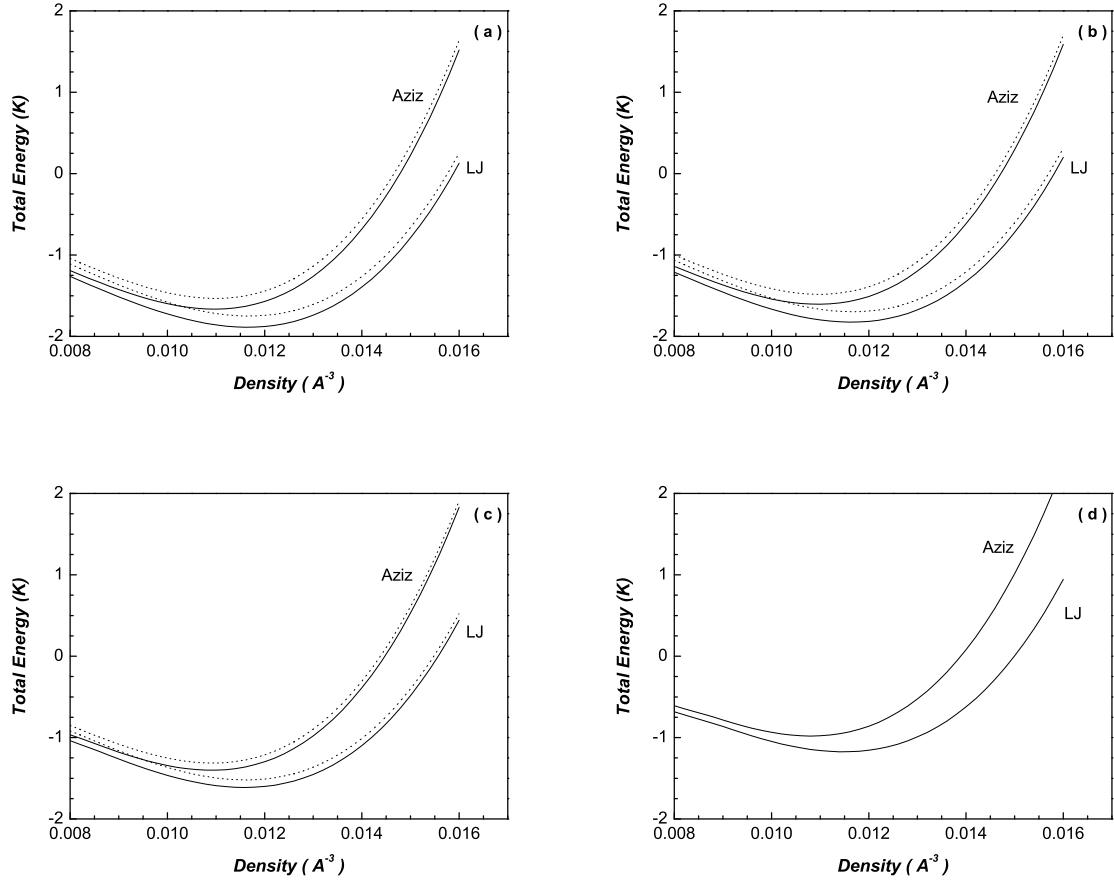 2
( a )
1
Aziz
Total Energy (K)
0
LJ
-1
-2
0.008 0.010 0.012 0.014 0.016
Density ( A⁻³ )
2
( b )
1
Aziz
Total Energy (K)
0
LJ
-1
-2
0.008 0.010 0.012 0.014 0.016
Density ( A⁻³ )
2
( c )
1
Aziz
Total Energy (K)
0
LJ
-1
-2
0.008 0.010 0.012 0.014 0.016
Density ( A⁻³ )
2
( d )
Aziz
1
LJ
Total Energy (K)
0
-1
-2
0.008 0.010 0.012 0.014 0.016
Density ( A⁻³ )